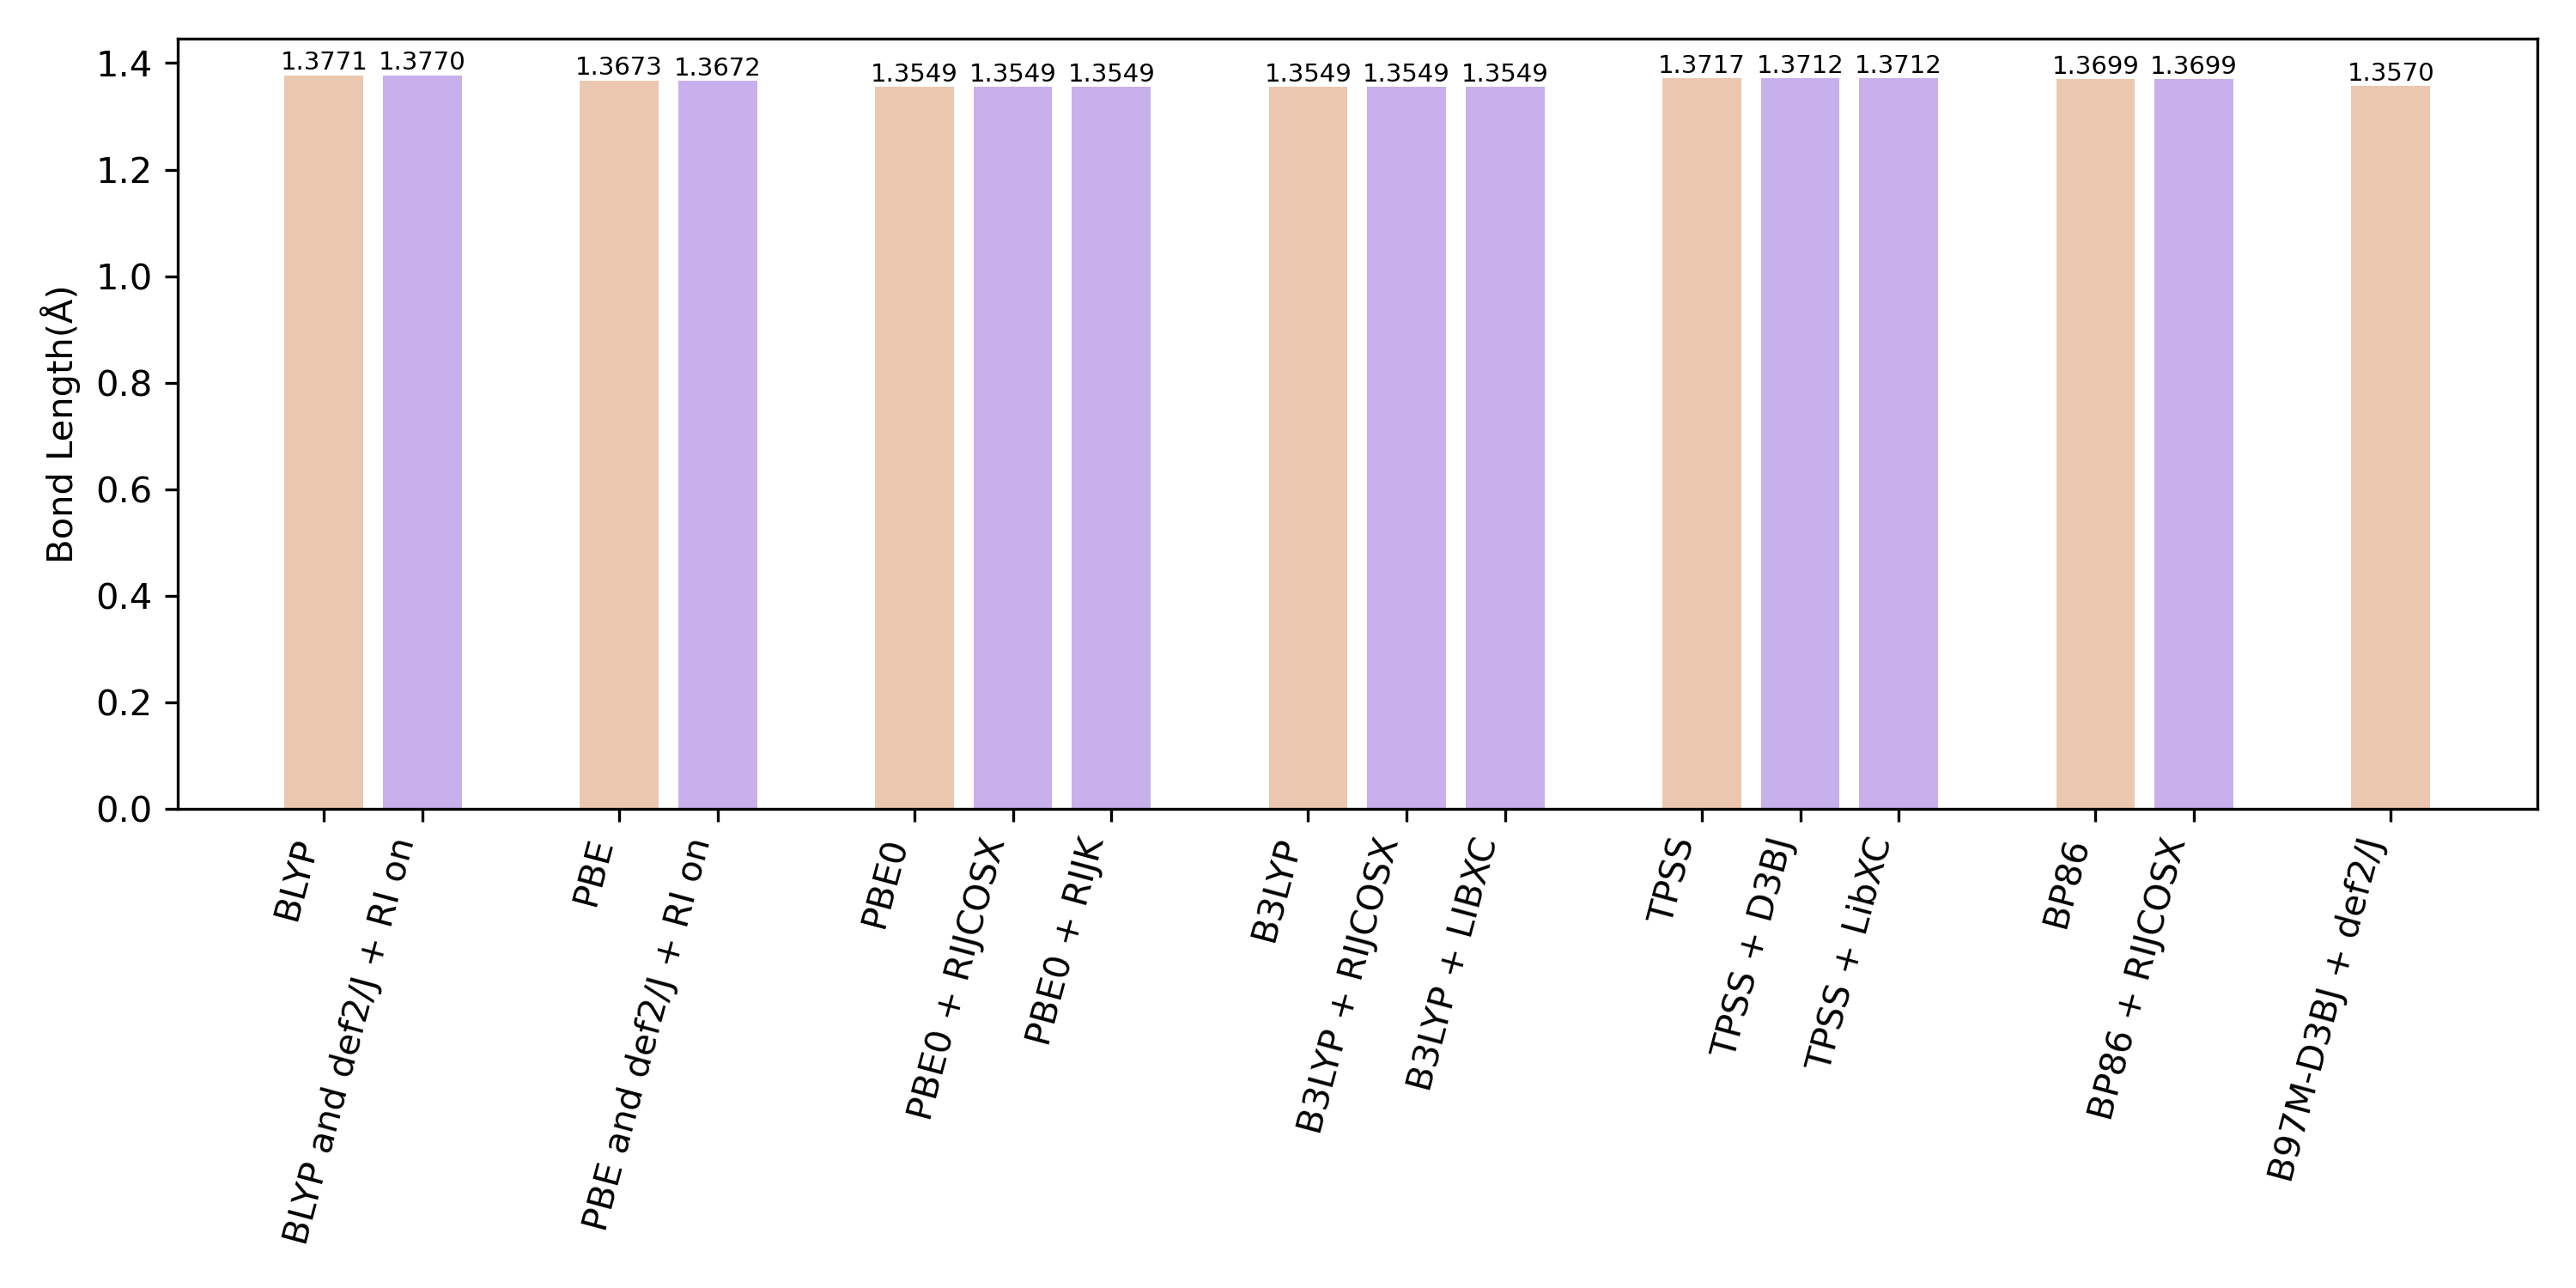 Bond Length(Å)
1.4
1.2
1.0
0.8
0.6
0.4
0.2
0.0
1.3771 1.3770 1.3673 1.3672 1.3549 1.3549 1.3549 1.3549 1.3549 1.3549 1.3717 1.3712 1.3712 1.3699 1.3699 1.3570
BLYP
BLYP and def2/J + RI on
PBE
PBE and def2/J + RI on
PBE0
PBE0 + RIJCOSX
PBE0 + RIJK
B3LYP
B3LYP + RIJCOSX
B3LYP + LIBXC
TPSS
TPSS + D3BJ
TPSS + LibXC
BP86
BP86 + RIJCOSX
B97M-D3BJ + def2/J